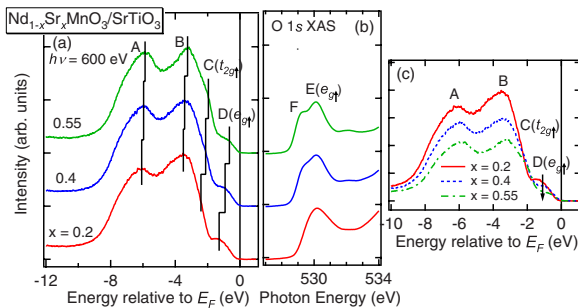 Nd1-xSrxMnO3/SrTiO3
(a)
hν = 600 eV
A
B
C(t2g↑)
D(eg↑)
0.55
0.4
x = 0.2
Intensity (arb. units)
-12
-8
-4
0
Energy relative to EF (eV)
(b)
O 1s XAS
F
E(eg↑)
530
534
Photon Energy (eV)
(c)
A
B
C(t2g↑)
D(eg↑)
x = 0.2
x = 0.4
x = 0.55
-10
-8
-6
-4
-2
0
Energy relative to EF (eV)